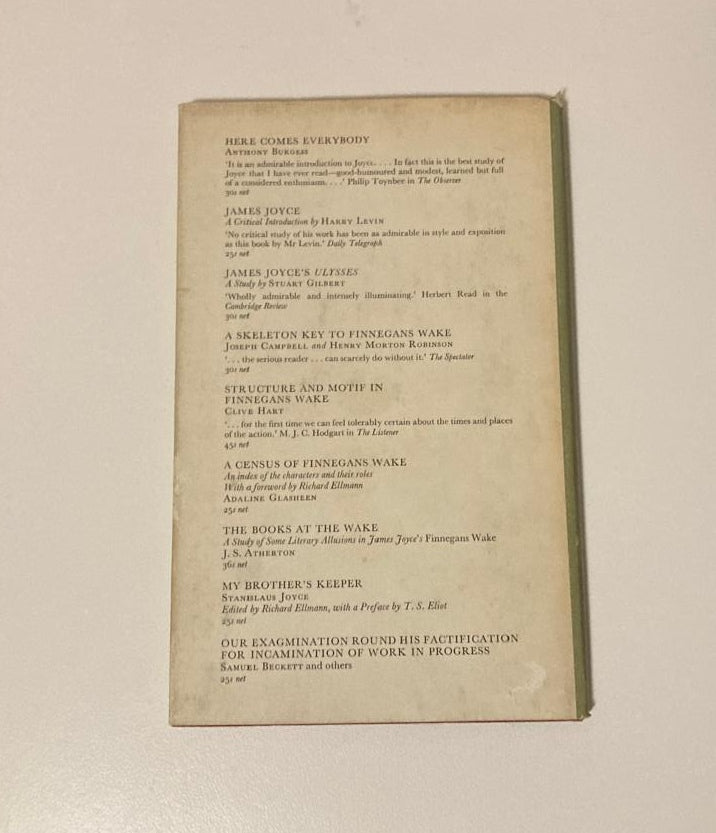 HERE COMES EVERYBODY
Anthony Burgess
'It is an admirable introduction to Joyce. . . . In fact this is the best study of
Joyce that I have ever read—good-humoured and modest, learned but full
of a considered enthusiasm. . . .' Philip Toynbee in The Observer
30s net
JAMES JOYCE
A Critical Introduction by Harry Levin
'No critical study of his work has been as admirable in style and exposition
as this book by Mr Levin.' Daily Telegraph
25s net
JAMES JOYCE'S ULYSSES
A Study by Stuart Gilbert
'Wholly admirable and intensely illuminating.' Herbert Read in the
Cambridge Review
30s net
A SKELETON KEY TO FINNEGANS WAKE
Joseph Campbell and Henry Morton Robinson
'. . . the serious reader . . . can scarcely do without it.' The Spectator
30s net
STRUCTURE AND MOTIF IN
FINNEGANS WAKE
Clive Hart
'. . . for the first time we can feel tolerably certain about the times and places
of the action.' M. J. C. Hodgart in The Listener
45s net
A CENSUS OF FINNEGANS WAKE
An index of the characters and their roles
With a foreword by Richard Ellmann
Adaline Glasheen
25s net
THE BOOKS AT THE WAKE
A Study of Some Literary Allusions in James Joyce's Finnegans Wake
J. S. Atherton
36s net
MY BROTHER'S KEEPER
Stanislaus Joyce
Edited by Richard Ellmann, with a Preface by T. S. Eliot
25s net
OUR EXAGMINATION ROUND HIS FACTIFICATION
FOR INCAMINATION OF WORK IN PROGRESS
Samuel Beckett and others
25s net